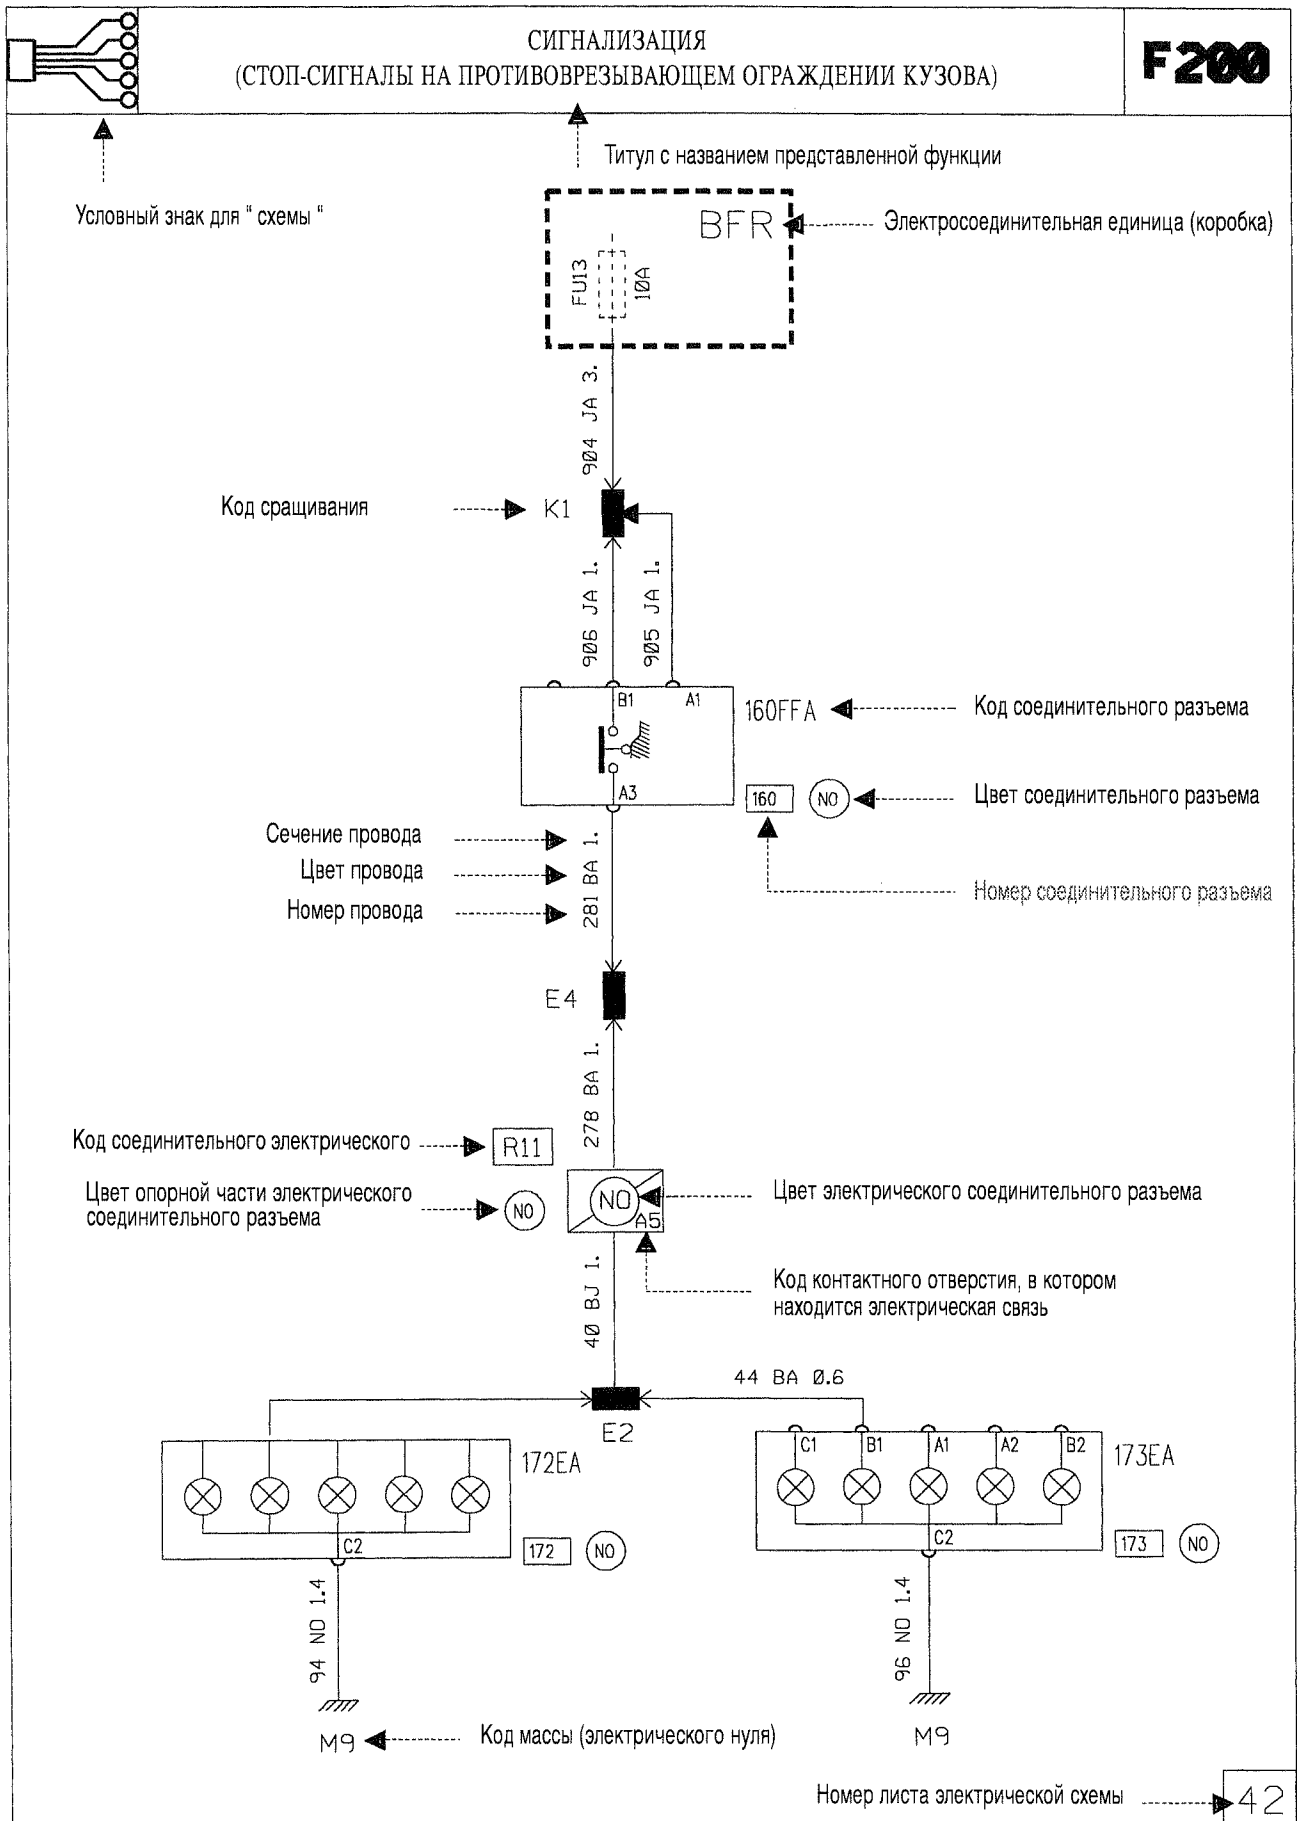 СИГНАЛИЗАЦИЯ
(СТОП-СИГНАЛЫ НА ПРОТИВОВРЕЗЫВАЮЩЕМ ОГРАЖДЕНИИ КУЗОВА)
F200
Титул с названием представленной функции
Условный знак для " схемы "
BFR
Электросоединительная единица (коробка)
FU13
10A
904 JA 3.
Код сращивания
K1
906 JA 1.
905 JA 1.
B1
A1
160FFA
Код соединительного разъема
A3
160
NO
Цвет соединительного разъема
Сечение провода
Цвет провода
Номер провода
281 BA 1.
Номер соединительного разъема
E4
278 BA 1.
Код соединительного электрического
R11
Цвет опорной части электрического
соединительного разъема
NO
NO
A5
Цвет электрического соединительного разъема
Код контактного отверстия, в котором
находится электрическая связь
40 BJ 1.
44 BA 0.6
E2
172EA
C1
B1
A1
A2
B2
173EA
C2
172
NO
C2
173
NO
94 NO 1.4
96 NO 1.4
M9
Код массы (электрического нуля)
M9
Номер листа электрической схемы
42